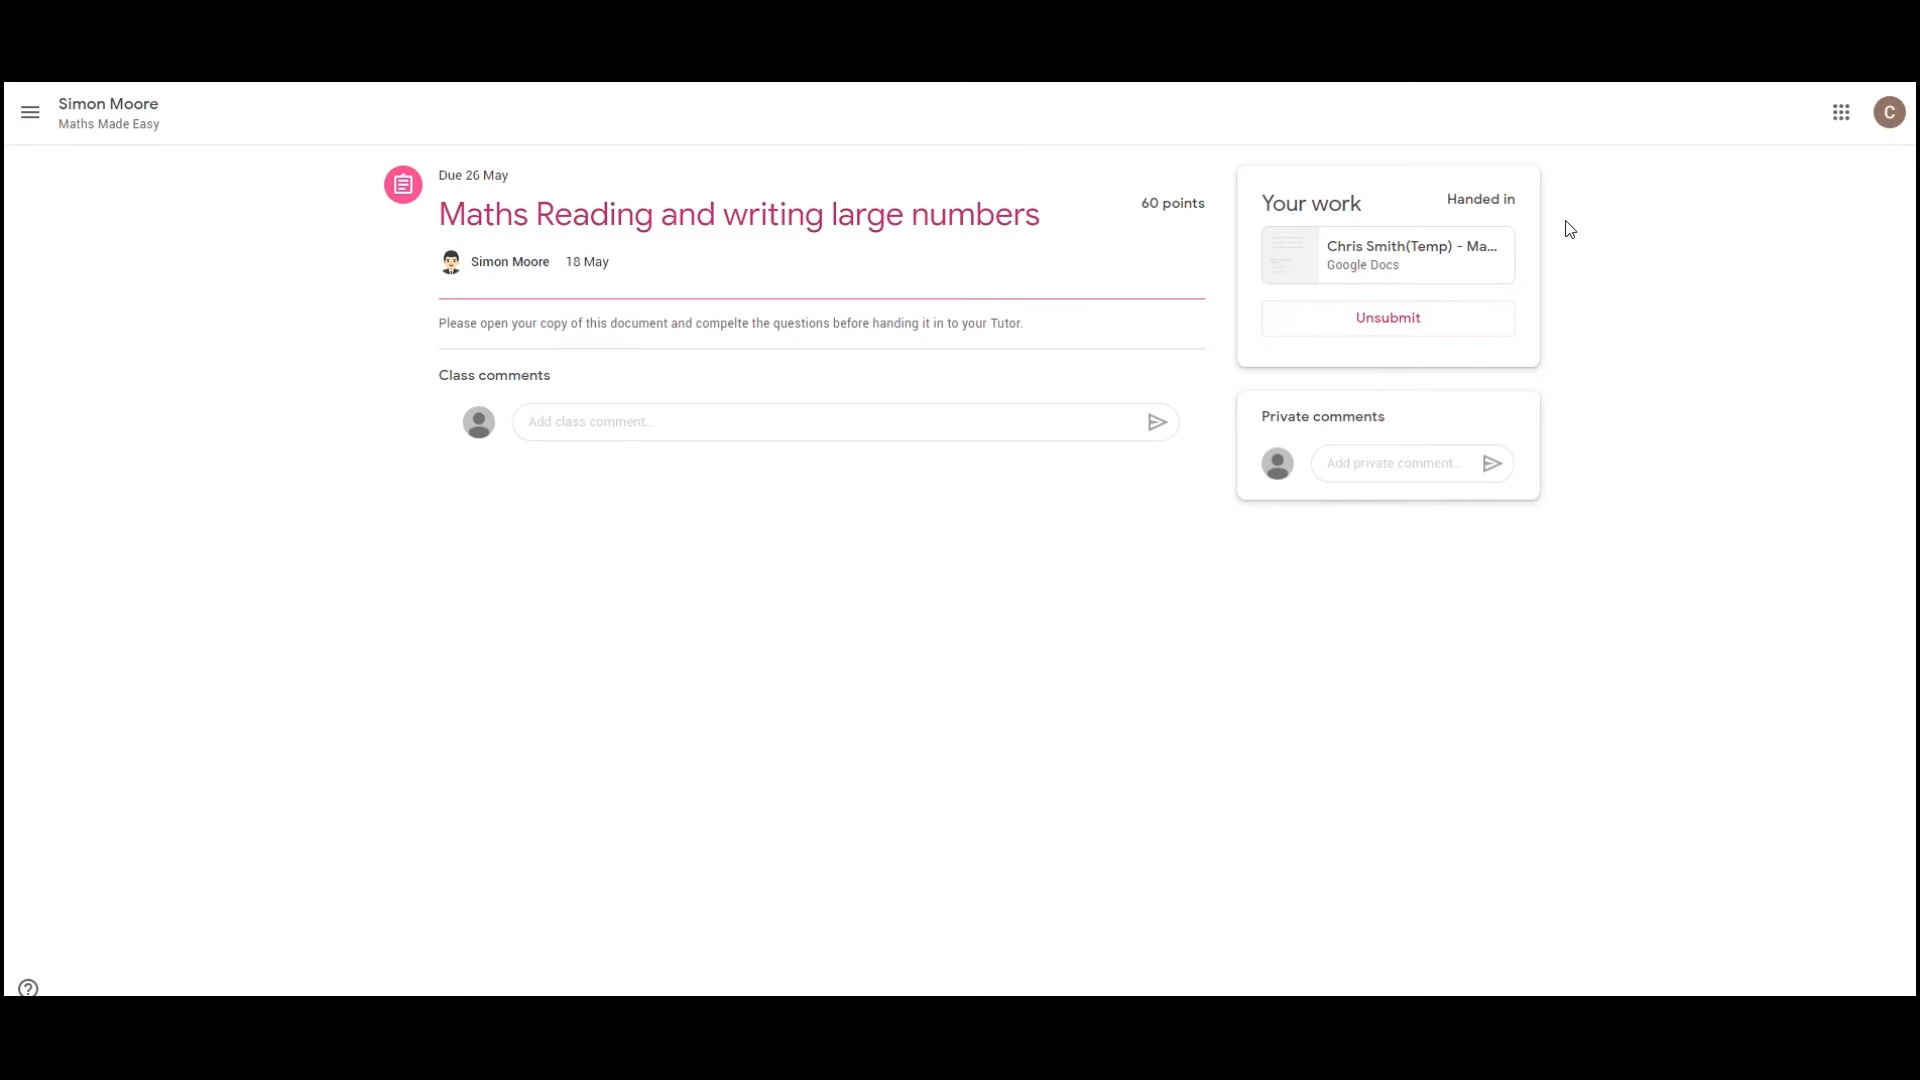 Simon Moore
Maths Made Easy
C
Due 26 May
Maths Reading and writing large numbers
60 points
Simon Moore 18 May
Please open your copy of this document and compelte the questions before handing it in to your Tutor.
Class comments
Add class comment...
Your work
Handed in
Chris Smith(Temp) - Ma...
Google Docs
Unsubmit
Private comments
Add private comment...
?